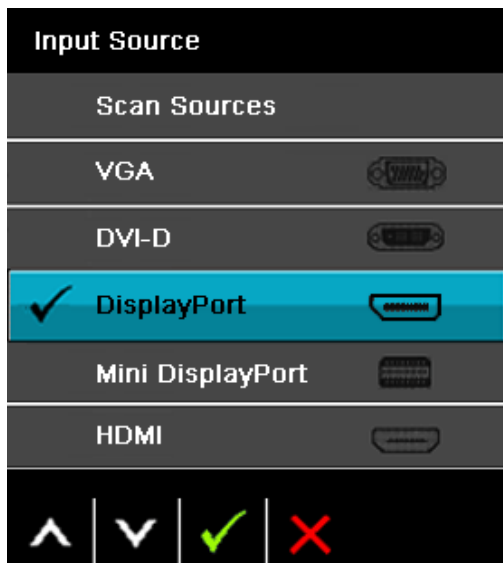 Input Source
Scan Sources
VGA
DVI-D
DisplayPort
Mini DisplayPort
HDMI